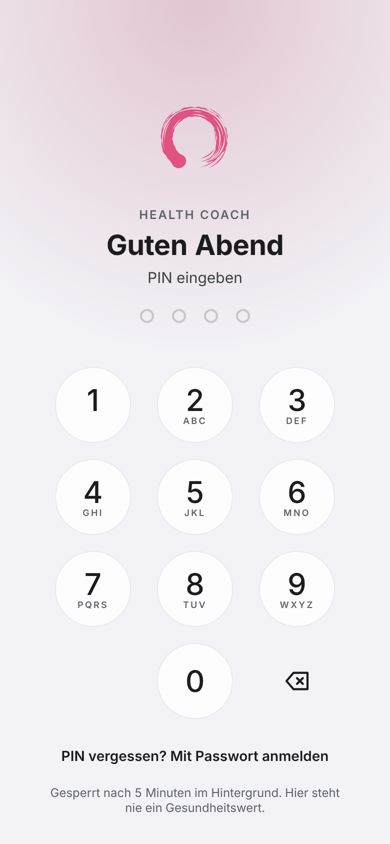 HEALTH COACH
Guten Abend
PIN eingeben
1
2
ABC
3
DEF
4
GHI
5
JKL
6
MNO
7
PQRS
8
TUV
9
WXYZ
0
PIN vergessen? Mit Passwort anmelden
Gesperrt nach 5 Minuten im Hintergrund. Hier steht
nie ein Gesundheitswert.